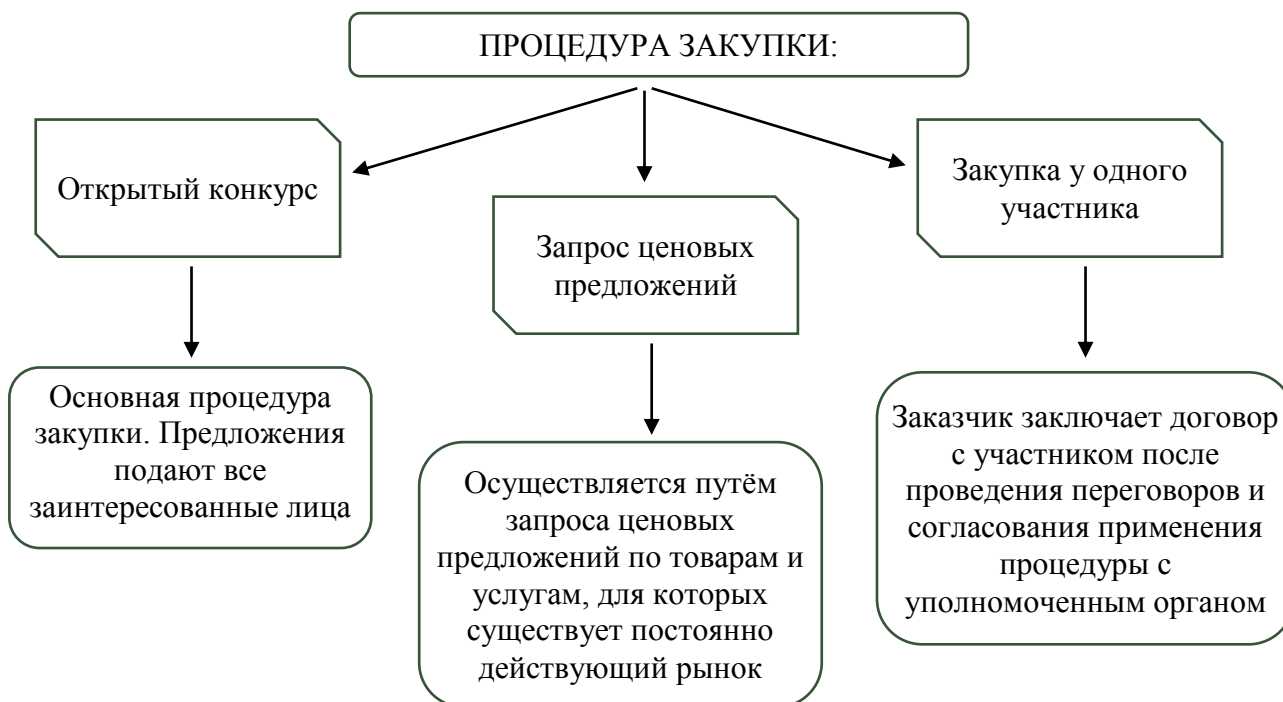 ПРОЦЕДУРА ЗАКУПКИ:
Открытый конкурс
Основная процедура
закупки. Предложения
подают все
заинтересованные лица
Запрос ценовых
предложений
Осуществляется путём
запроса ценовых
предложений по товарам и
услугам, для которых
существует постоянно
действующий рынок
Закупка у одного
участника
Заказчик заключает договор
с участником после
проведения переговоров и
согласования применения
процедуры с
уполномоченным органом